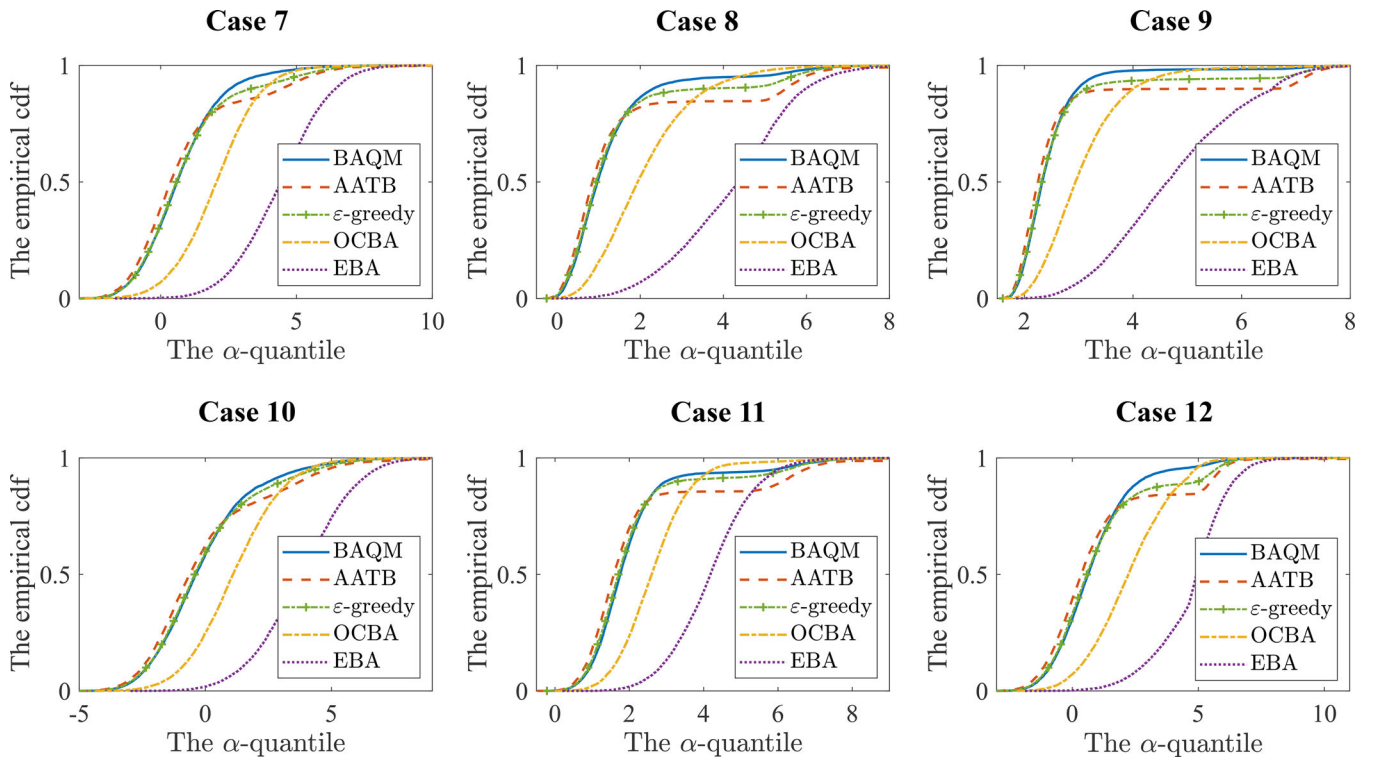 Case 7
The empirical cdf
1
0.5
0
0
5
10
The α-quantile
BAQM
AATB
ε-greedy
OCBA
EBA
Case 8
The empirical cdf
1
0.5
0
0
2
4
6
8
The α-quantile
BAQM
AATB
ε-greedy
OCBA
EBA
Case 9
The empirical cdf
1
0.5
0
2
4
6
8
The α-quantile
BAQM
AATB
ε-greedy
OCBA
EBA
Case 10
The empirical cdf
1
0.5
0
-5
0
5
The α-quantile
BAQM
AATB
ε-greedy
OCBA
EBA
Case 11
The empirical cdf
1
0.5
0
0
2
4
6
8
The α-quantile
BAQM
AATB
ε-greedy
OCBA
EBA
Case 12
The empirical cdf
1
0.5
0
0
5
10
The α-quantile
BAQM
AATB
ε-greedy
OCBA
EBA